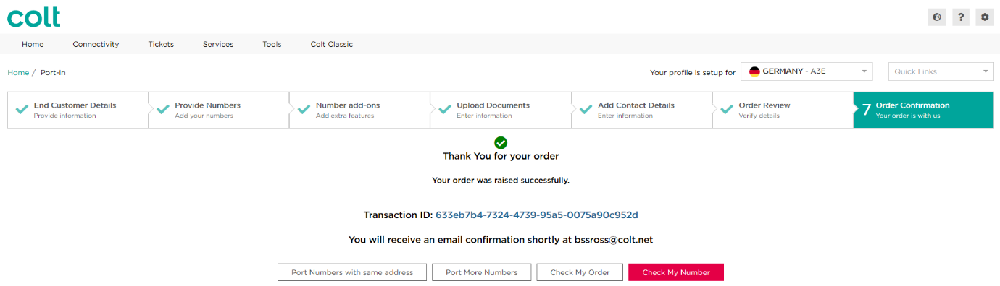 colt
?
Home Connectivity Tickets Services Tools Colt Classic
Home / Port-in
Your profile is setup for GERMANY - A3E Quick Links
End Customer Details
Provide information
Provide Numbers
Add your numbers
Number add-ons
Add extra features
Upload Documents
Enter information
Add Contact Details
Enter information
Order Review
Verify details
7 Order Confirmation
Your order is with us
Thank You for your order
Your order was raised successfully.
Transaction ID: 633eb7b4-7324-4739-95a5-0075a90c952d
You will receive an email confirmation shortly at bssross@colt.net
Port Numbers with same address Port More Numbers Check My Order Check My Number